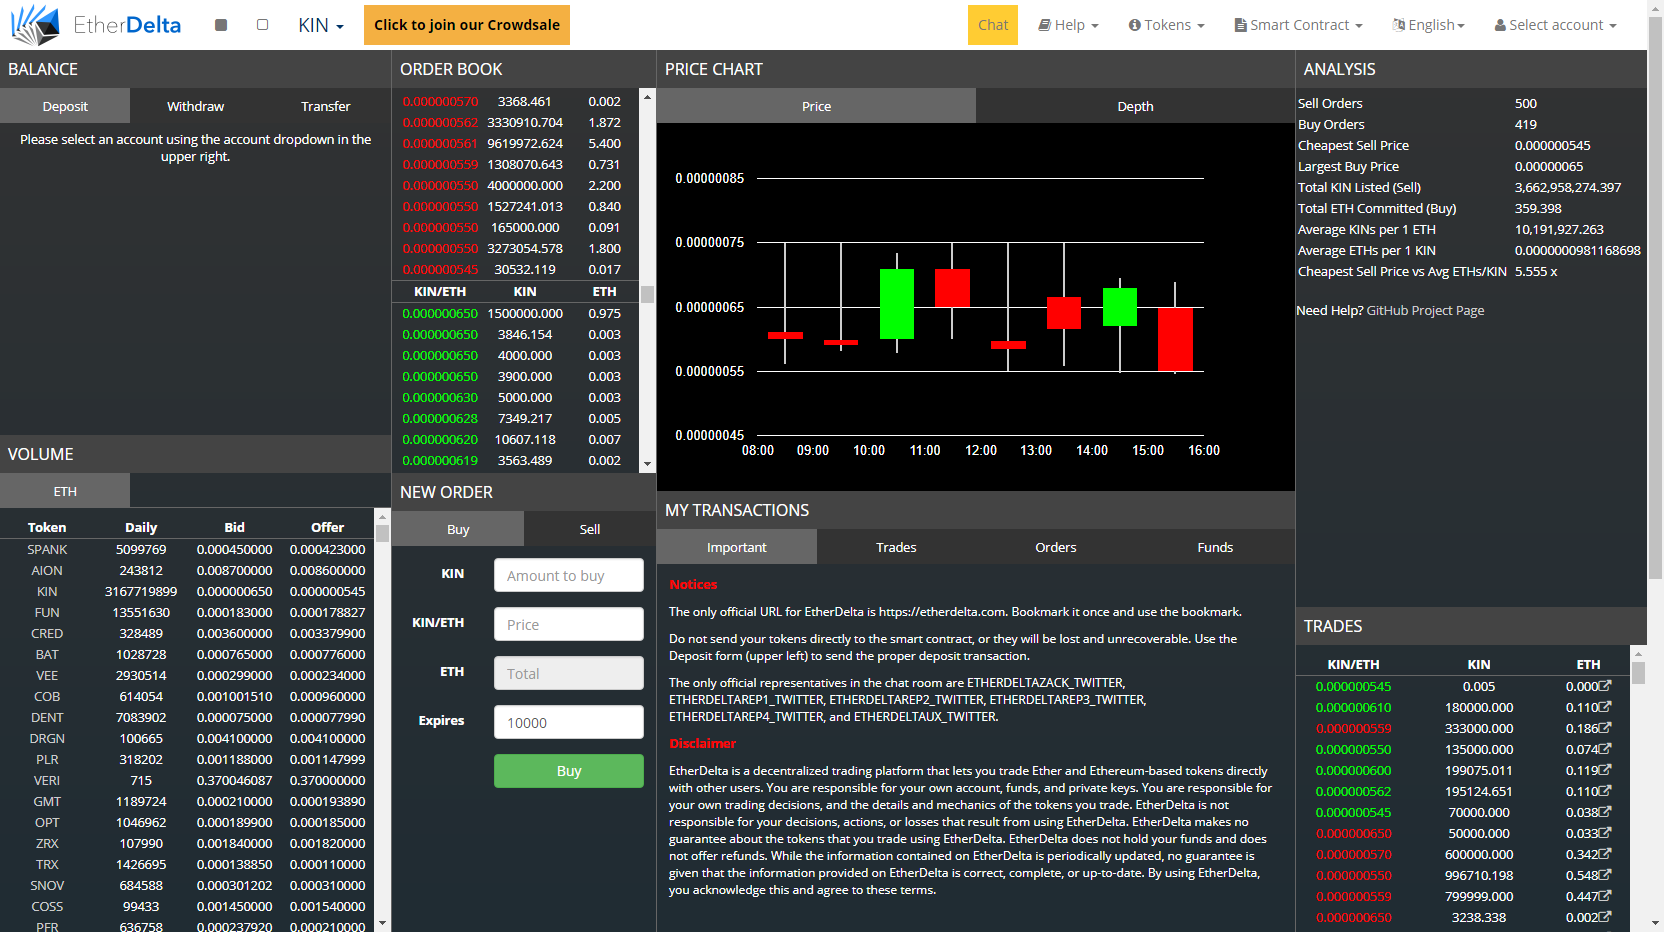 EtherDelta
KIN
Click to join our Crowdsale
Chat
Help
Tokens
Smart Contract
English
Select account
BALANCE
Deposit Withdraw Transfer
Please select an account using the account dropdown in the
upper right.
VOLUME
ETH
Token Daily Bid Offer
SPANK 5099769 0.000450000 0.000423000
AION 243812 0.008700000 0.008600000
KIN 3167719899 0.000000650 0.000000545
FUN 13551630 0.000183000 0.000178827
CRED 328489 0.003600000 0.003379900
BAT 1028728 0.000765000 0.000776000
VEE 2930514 0.000299000 0.000234000
COB 614054 0.001001510 0.000960000
DENT 7083902 0.000075000 0.000077990
DRGN 100665 0.004100000 0.004100000
PLR 318202 0.001188000 0.001147999
VERI 715 0.370046087 0.370000000
GMT 1189724 0.000210000 0.000193890
OPT 1046962 0.000189900 0.000185000
ZRX 107990 0.001840000 0.001820000
TRX 1426695 0.000138850 0.000110000
SNOV 684588 0.000301202 0.000310000
COSS 99433 0.001450000 0.001540000
PFR 636758 0.000237920 0.000210000
ORDER BOOK
0.000000570 3368.461 0.002
0.000000562 3330910.704 1.872
0.000000561 9619972.624 5.400
0.000000559 1308070.643 0.731
0.000000550 4000000.000 2.200
0.000000550 1527241.013 0.840
0.000000550 165000.000 0.091
0.000000550 3273054.578 1.800
0.000000545 30532.119 0.017
KIN/ETH KIN ETH
0.000000650 1500000.000 0.975
0.000000650 3846.154 0.003
0.000000650 4000.000 0.003
0.000000650 3900.000 0.003
0.000000630 5000.000 0.003
0.000000628 7349.217 0.005
0.000000620 10607.118 0.007
0.000000619 3563.489 0.002
NEW ORDER
Buy Sell
KIN Amount to buy
KIN/ETH Price
ETH Total
Expires 10000
Buy
PRICE CHART
Price Depth
0.00000085
0.00000075
0.00000065
0.00000055
0.00000045
08:00 09:00 10:00 11:00 12:00 13:00 14:00 15:00 16:00
MY TRANSACTIONS
Important Trades Orders Funds
Notices
The only official URL for EtherDelta is https://etherdelta.com. Bookmark it once and use the bookmark.
Do not send your tokens directly to the smart contract, or they will be lost and unrecoverable. Use the
Deposit form (upper left) to send the proper deposit transaction.
The only official representatives in the chat room are ETHERDELTAZACK_TWITTER,
ETHERDELTAREP1_TWITTER, ETHERDELTAREP2_TWITTER, ETHERDELTAREP3_TWITTER,
ETHERDELTAREP4_TWITTER, and ETHERDELTAUX_TWITTER.
Disclaimer
EtherDelta is a decentralized trading platform that lets you trade Ether and Ethereum-based tokens directly
with other users. You are responsible for your own account, funds, and private keys. You are responsible for
your own trading decisions, and the details and mechanics of the tokens you trade. EtherDelta is not
responsible for your decisions, actions, or losses that result from using EtherDelta. EtherDelta makes no
guarantee about the tokens that you trade using EtherDelta. EtherDelta does not hold your funds and does
not offer refunds. While the information contained on EtherDelta is periodically updated, no guarantee is
given that the information provided on EtherDelta is correct, complete, or up-to-date. By using EtherDelta,
you acknowledge this and agree to these terms.
ANALYSIS
Sell Orders 500
Buy Orders 419
Cheapest Sell Price 0.000000545
Largest Buy Price 0.00000065
Total KIN Listed (Sell) 3,662,958,274.397
Total ETH Committed (Buy) 359.398
Average KINs per 1 ETH 10,191,927.263
Average ETHs per 1 KIN 0.0000000981168698
Cheapest Sell Price vs Avg ETHs/KIN 5.555 x
Need Help? GitHub Project Page
TRADES
KIN/ETH KIN ETH
0.000000545 0.005 0.000
0.000000610 180000.000 0.110
0.000000559 333000.000 0.186
0.000000550 135000.000 0.074
0.000000600 199075.011 0.119
0.000000562 195124.651 0.110
0.000000545 70000.000 0.038
0.000000650 50000.000 0.033
0.000000570 600000.000 0.342
0.000000550 996710.198 0.548
0.000000559 799999.000 0.447
0.000000650 3238.338 0.002